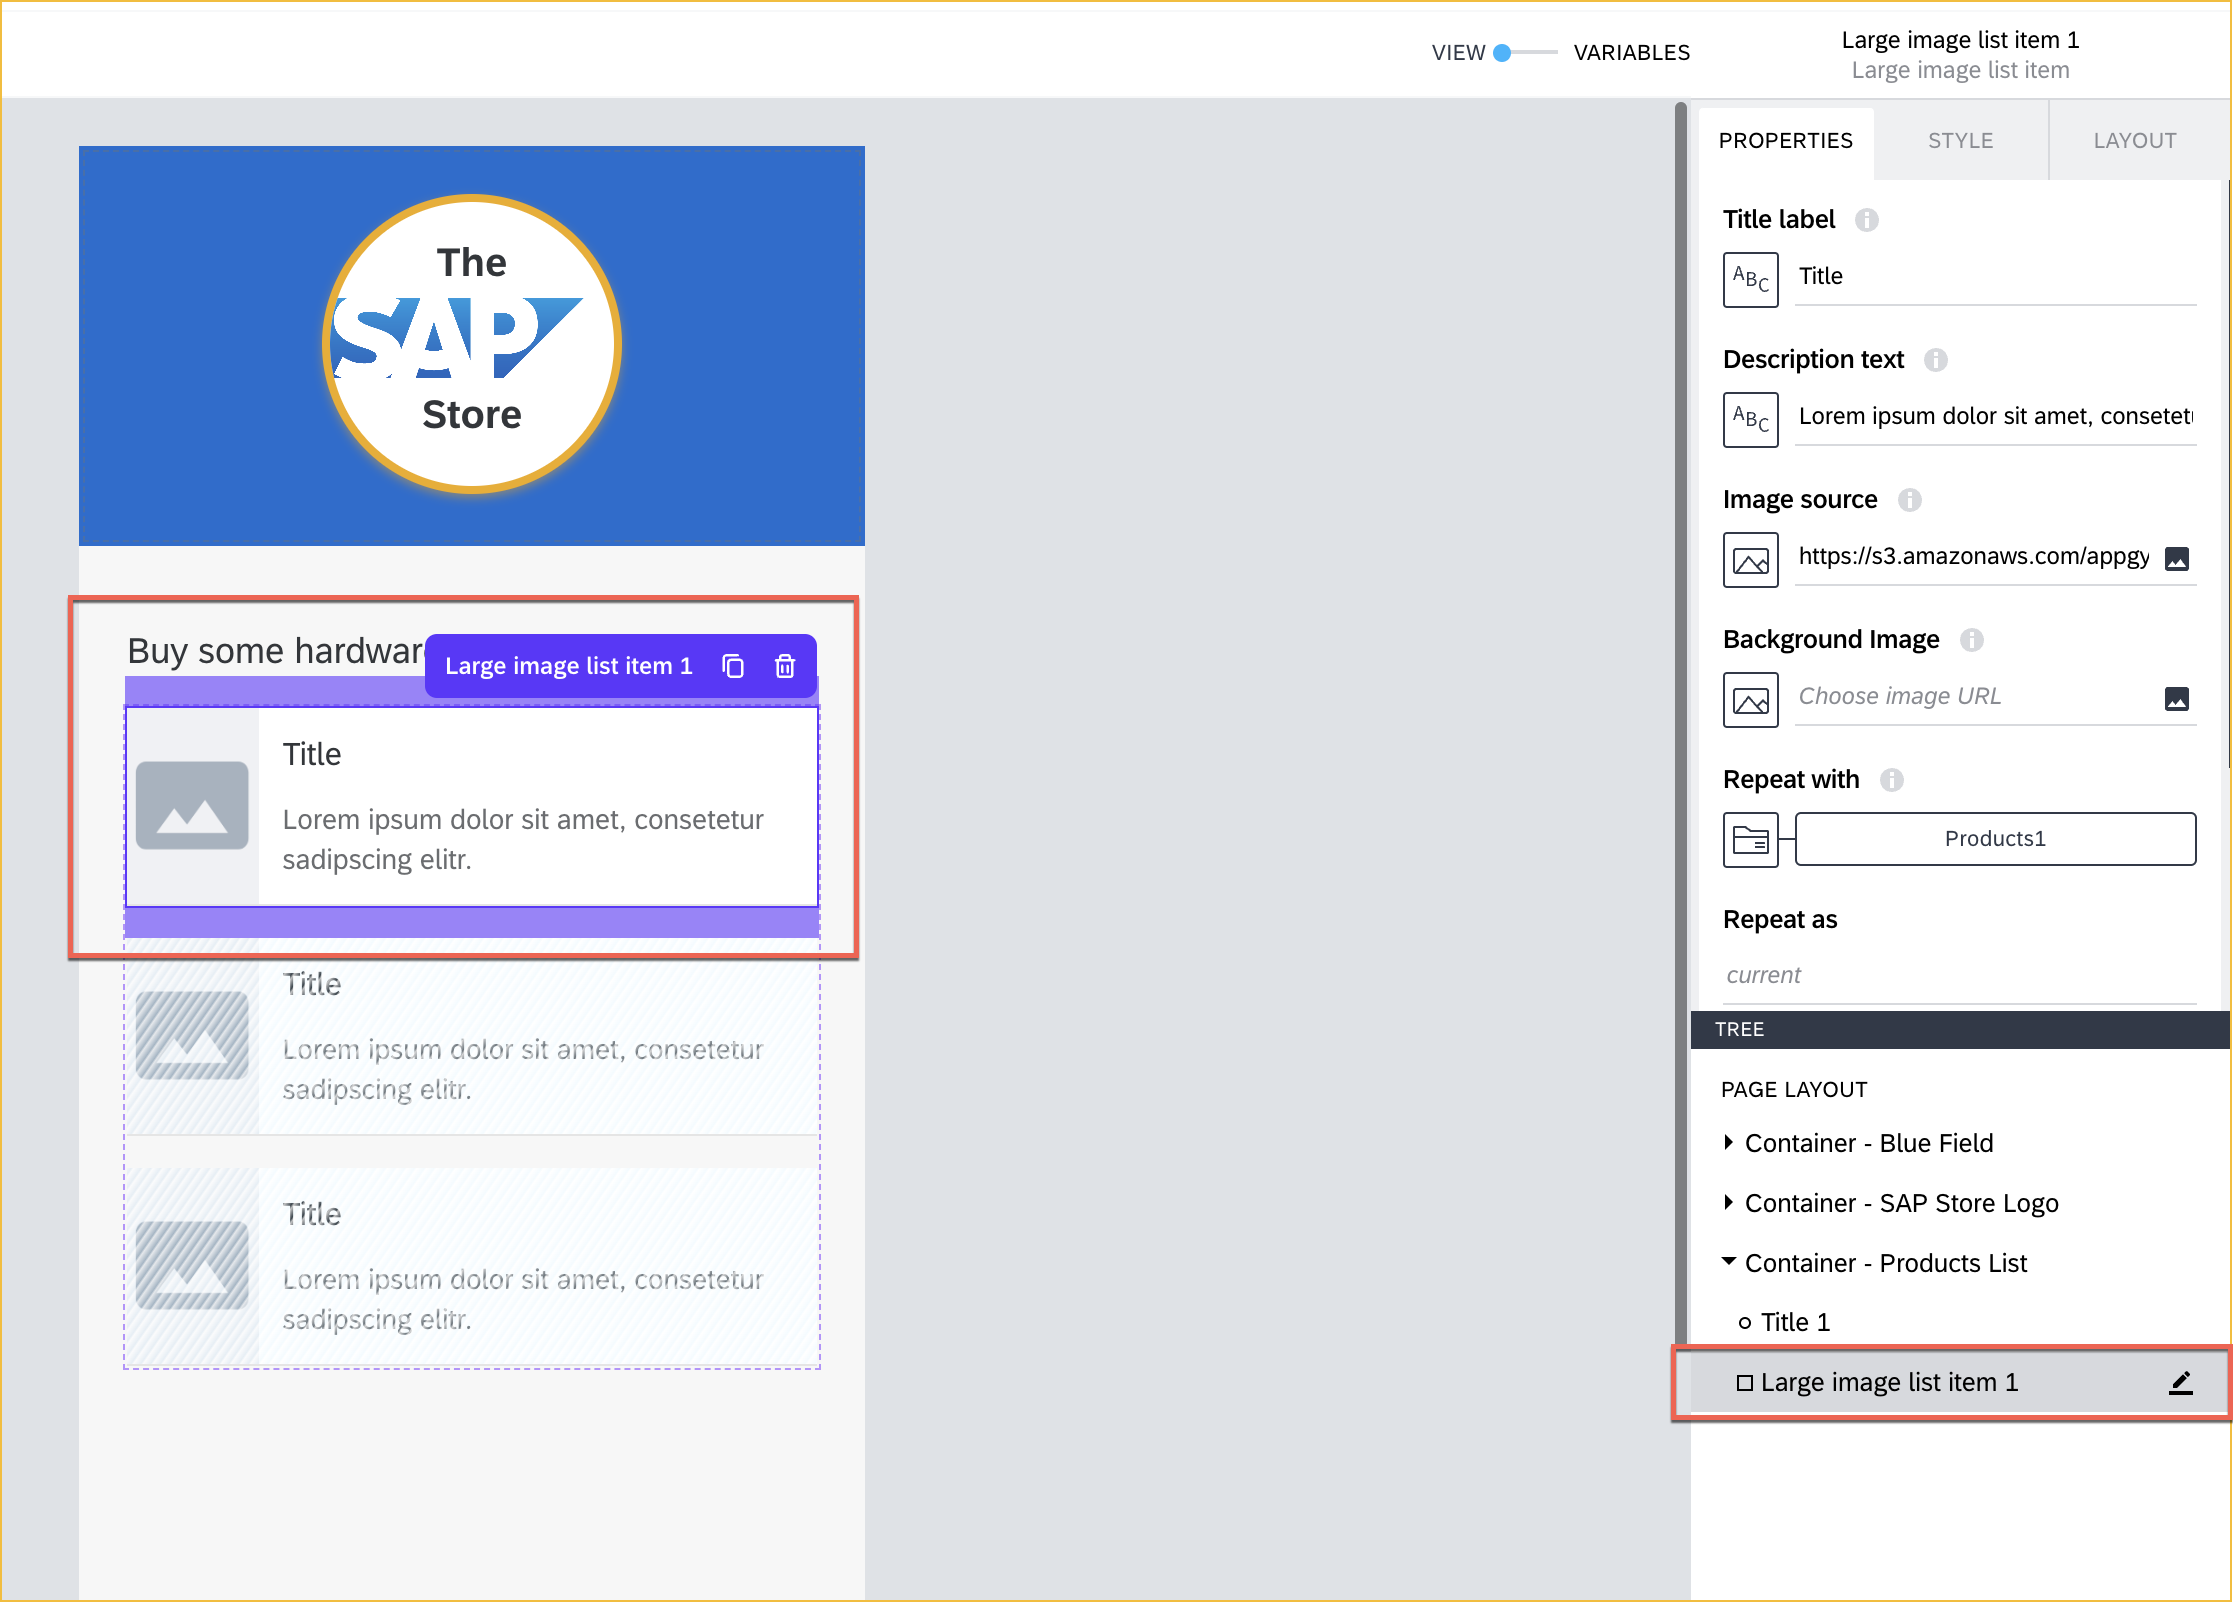 VIEW
VARIABLES
Large image list item 1
Large image list item
PROPERTIES
STYLE
LAYOUT
The
SAP
Store
Buy some
Large image list item 1
Title
Lorem ipsum dolor sit amet, consetetur
sadipscing elitr.
Title
Lorem ipsum dolor sit amet, consetetur
sadipscing elitr.
Title
Lorem ipsum dolor sit amet, consetetur
sadipscing elitr.
Title label
ABC
Title
Description text
ABC
Lorem ipsum dolor sit amet,
Image source
https://s3.amazonaws.com/appgy
Background Image
Choose image URL
Repeat with
Products1
Repeat as
current
TREE
PAGE LAYOUT
Container - Blue Field
Container - SAP Store Logo
Container - Products List
Title 1
Large image list item 1